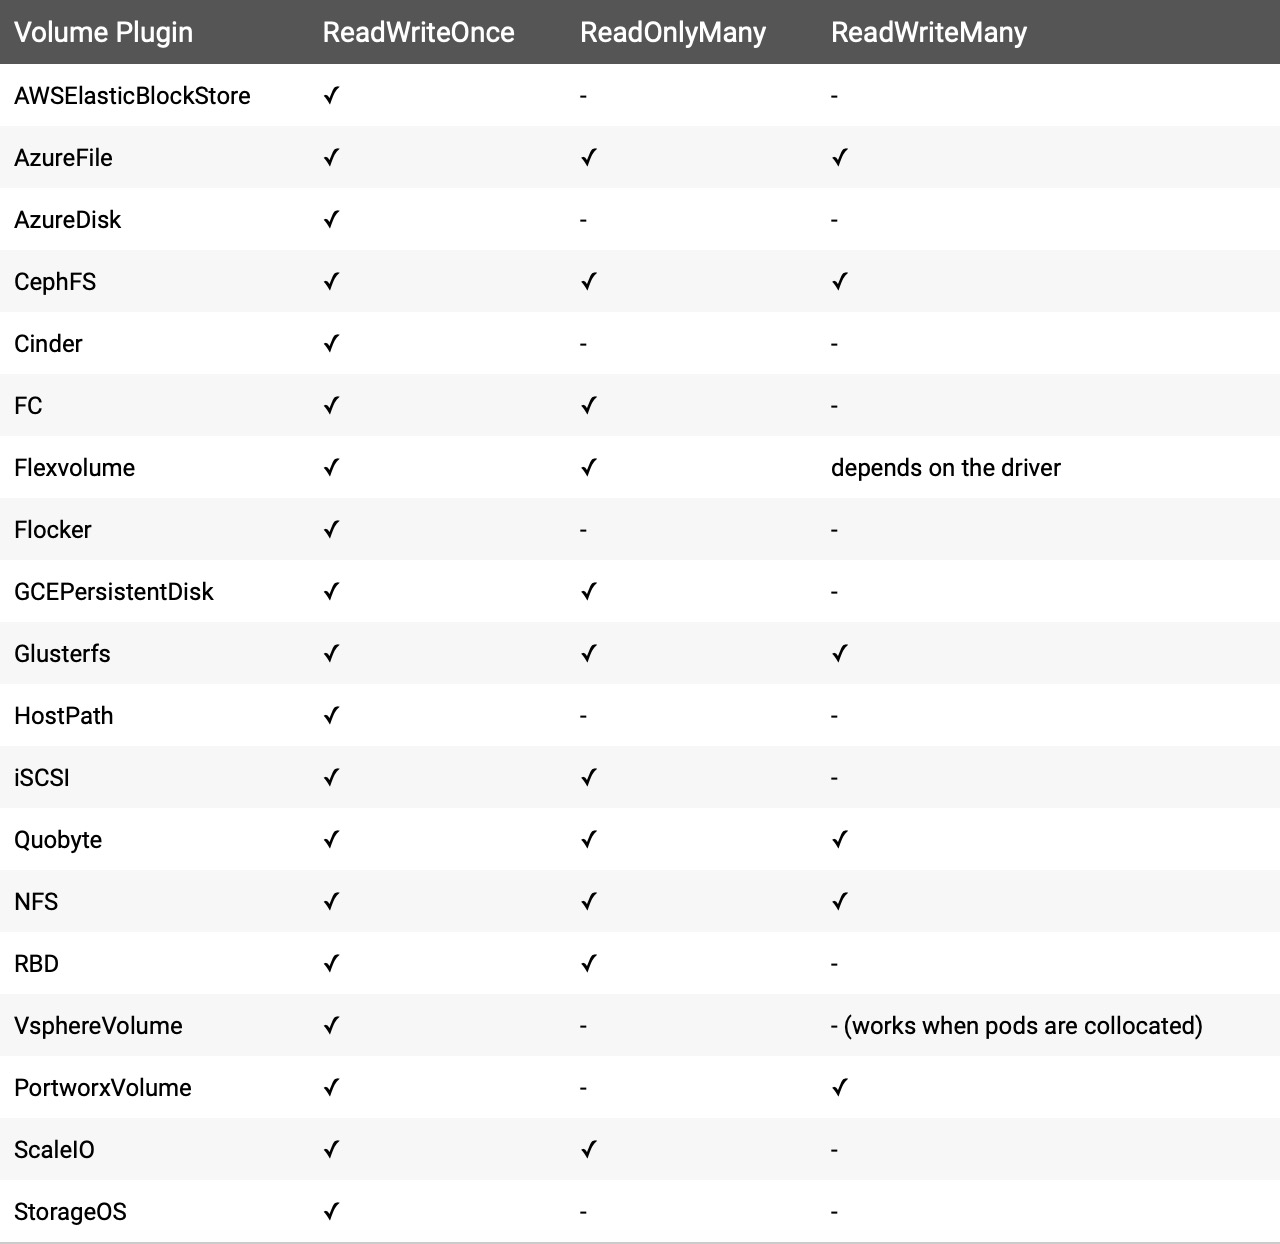 Volume Plugin ReadWriteOnce ReadOnlyMany ReadWriteMany
AWSElasticBlockStore ✓ - -
AzureFile ✓ ✓ ✓
AzureDisk ✓ - -
CephFS ✓ ✓ ✓
Cinder ✓ - -
FC ✓ ✓ -
Flexvolume ✓ ✓ depends on the driver
Flocker ✓ - -
GCEPersistentDisk ✓ ✓ -
Glusterfs ✓ ✓ ✓
HostPath ✓ - -
iSCSI ✓ ✓ -
Quobyte ✓ ✓ ✓
NFS ✓ ✓ ✓
RBD ✓ ✓ -
VsphereVolume ✓ - - (works when pods are collocated)
PortworxVolume ✓ - ✓
ScaleIO ✓ ✓ -
StorageOS ✓ - -